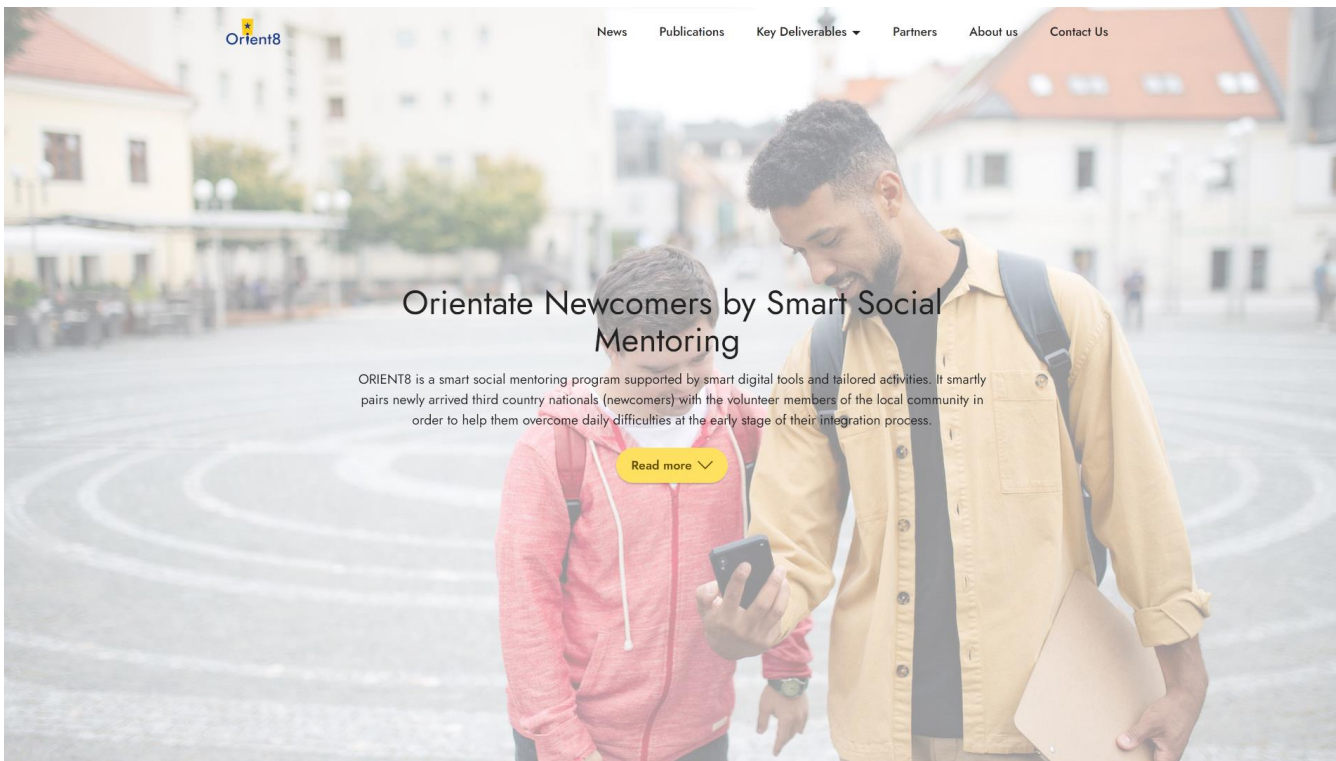 Orient8
News Publications Key Deliverables Partners About us Contact Us
Orientate Newcomers by Smart Social
Mentoring
ORIENT8 is a smart social mentoring program supported by smart digital tools and tailored activities. It smartly
pairs newly arrived third country nationals (newcomers) with the volunteer members of the local community in
order to help them overcome daily difficulties at the early stage of their integration process.
Read more